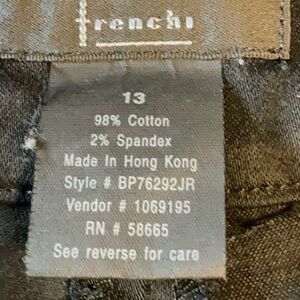 frenchi
13
98% Cotton
2% Spandex
Made In Hong Kong
Style # BP76292JR
Vendor # 1069195
RN # 58665
See reverse for care